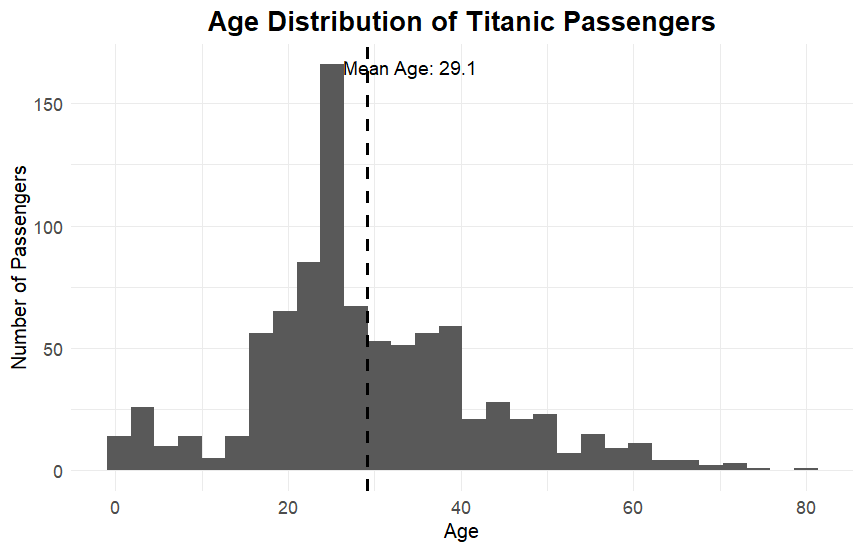 Age Distribution of Titanic Passengers
Mean Age: 29.1
Number of Passengers
150
100
50
0
0 20 40 60 80
Age